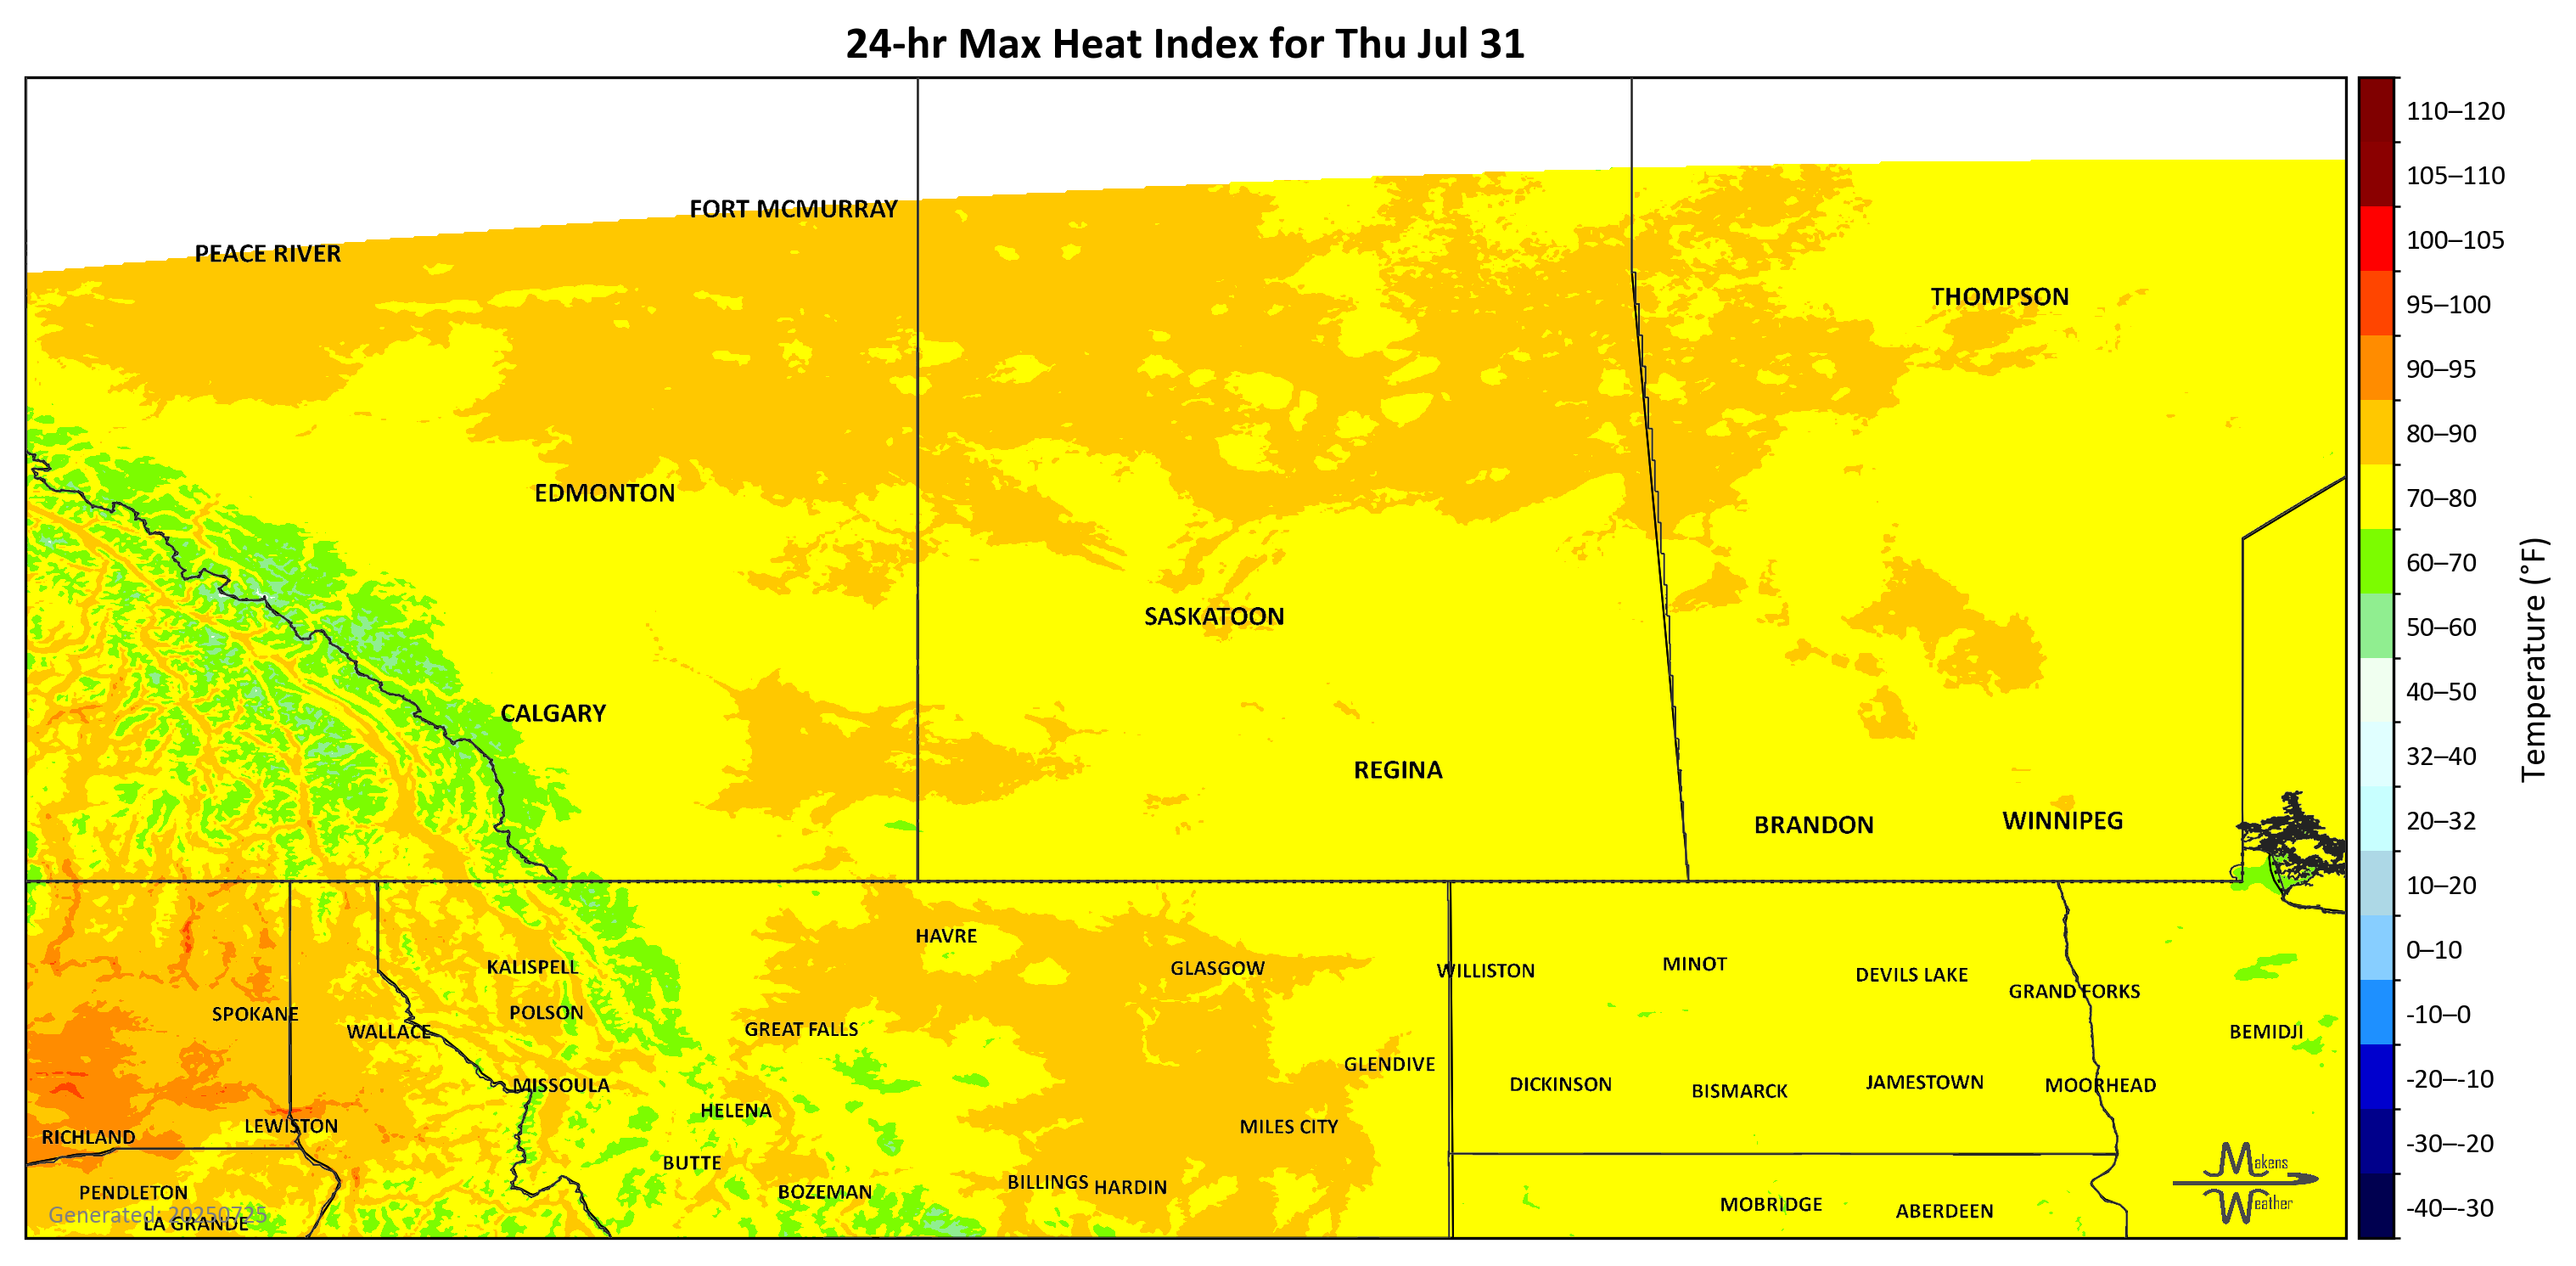 24-hr Max Heat Index for Thu Jul 31
FORT MCMURRAY
PEACE RIVER
THOMPSON
EDMONTON
SASKATOON
CALGARY
REGINA
BRANDON
WINNIPEG
HAVRE
KALISPELL
GLASGOW
WILLISTON
MINOT
DEVILS LAKE
GRAND FORKS
SPOKANE
POLSON
WALLACE
GREAT FALLS
BEMIDJI
GLENDIVE
MISSOULA
DICKINSON
BISMARCK
JAMESTOWN
MOORHEAD
HELENA
LEWISTON
MILES CITY
RICHLAND
BUTTE
PENDLETON
BOZEMAN
BILLINGS
HARDIN
MOBRIDGE
ABERDEEN
LA GRANDE
Generated: 20250725
Makens
Weather
110–120
105–110
100–105
95–100
90–95
80–90
70–80
60–70
50–60
40–50
32–40
20–32
10–20
0–10
-10–0
-20–-10
-30–-20
-40–-30
Temperature (°F)